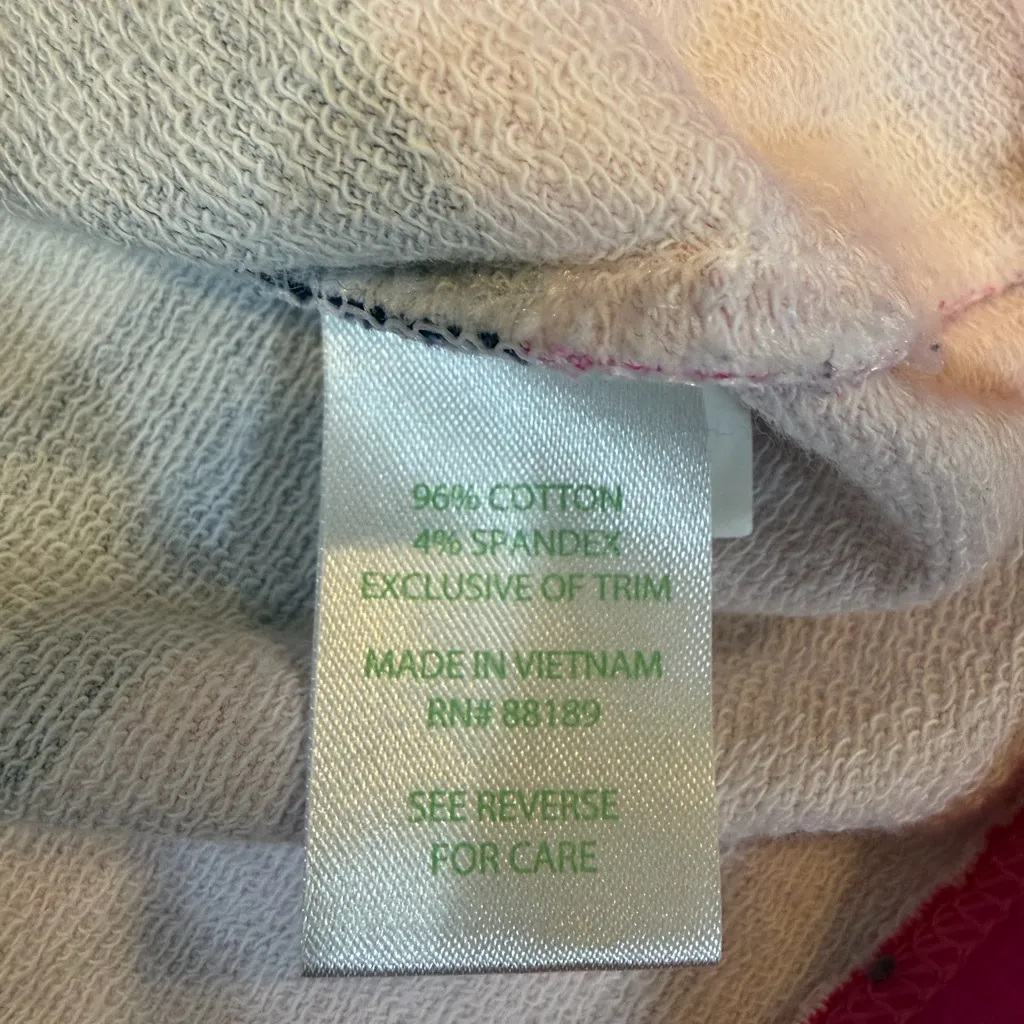 96% COTTON
4% SPANDEX
EXCLUSIVE OF TRIM
MADE IN VIETNAM
RN# 88189
SEE REVERSE
FOR CARE